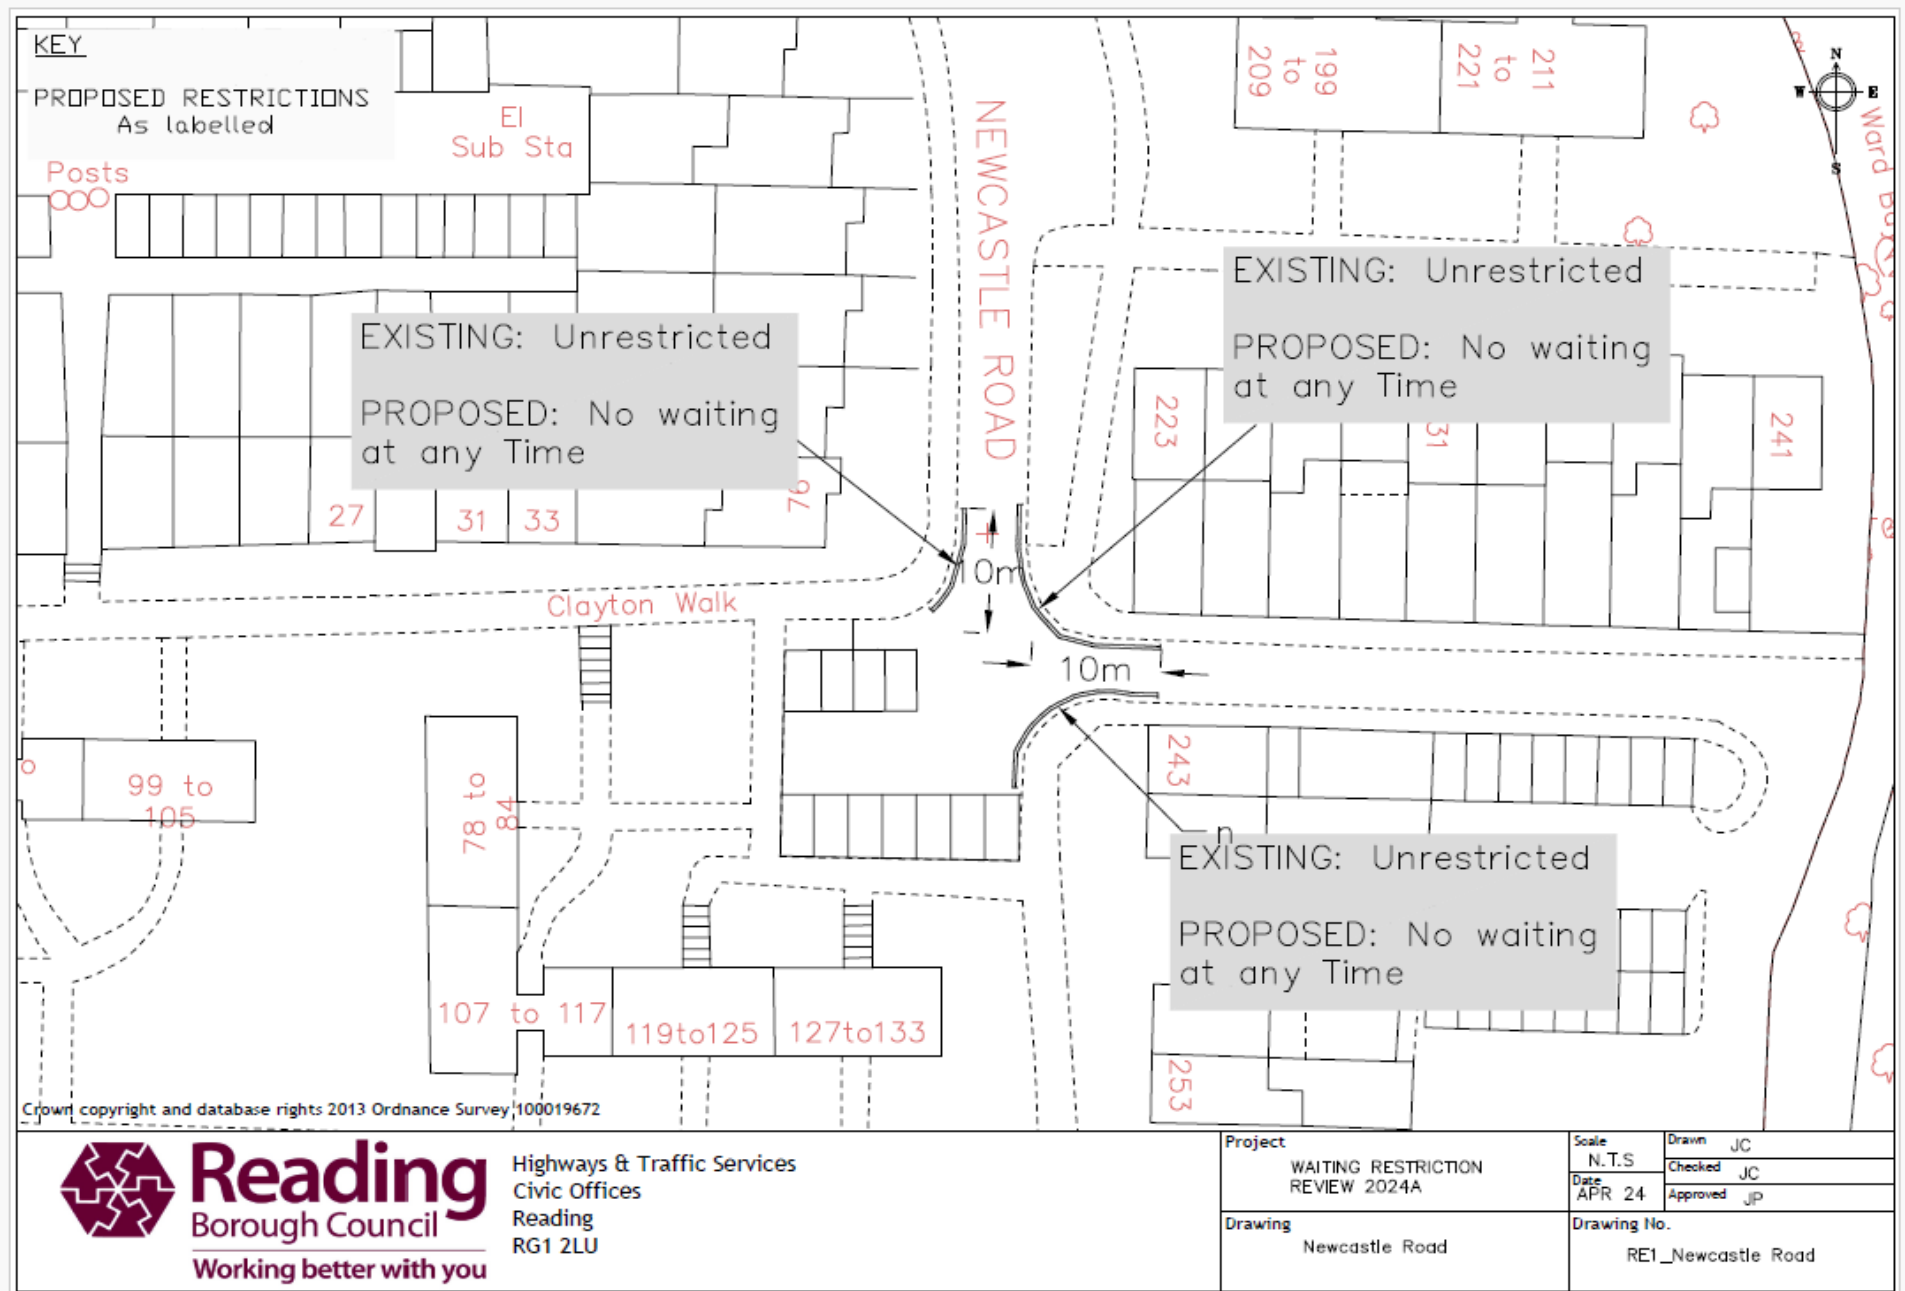 KEY
PROPOSED RESTRICTIONS
As labelled
El
Sub Sta
Posts
NEWCASTLE ROAD
199
to
209
211
to
221
N
W
E
S
Ward
EXISTING: Unrestricted
PROPOSED: No waiting
at any Time
EXISTING: Unrestricted
PROPOSED: No waiting
at any Time
223
31
241
27
31
33
76
10m
Clayton Walk
10m
99 to
105
78 to
84
243
n
EXISTING: Unrestricted
PROPOSED: No waiting
at any Time
107 to 117
119to125
127to133
253
Crown copyright and database rights 2013 Ordnance Survey 100019672
Reading
Borough Council
Working better with you
Highways & Traffic Services
Civic Offices
Reading
RG1 2LU
Project
WAITING RESTRICTION
REVIEW 2024A
Drawing
Newcastle Road
Scale
N.T.S
Date
APR 24
Drawn JC
Checked JC
Approved JP
Drawing No.
RE1_Newcastle Road